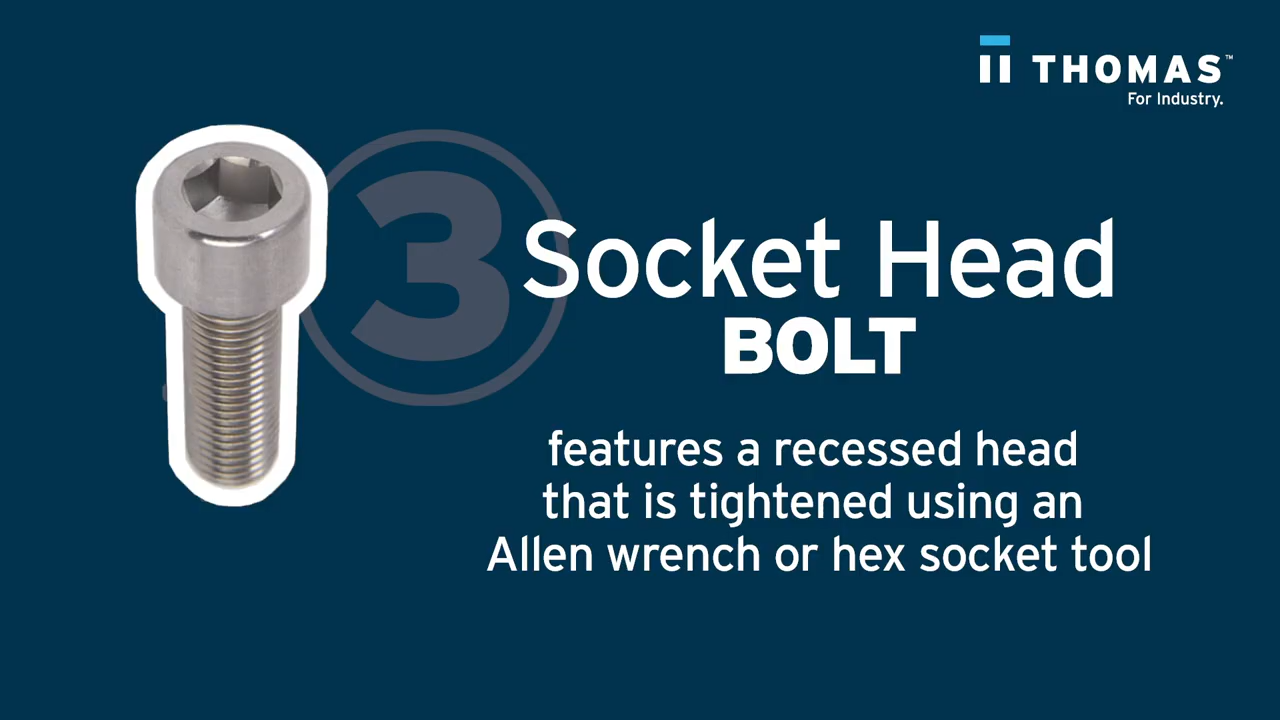 THOMAS™
For Industry.
3
Socket Head
BOLT
features a recessed head
that is tightened using an
Allen wrench or hex socket tool